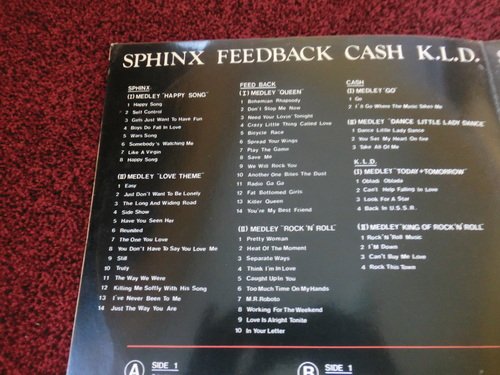 SPHINX FEEDBACK CASH K.L.D.
SPHINX
(I) MEDLEY "HAPPY SONG"
1 Happy Song
2 Self Control
3 Girls Just Want To Have Fun
4 Boys Do Fall In Love
5 Wars Song
6 Somebody's Watching Me
7 Like A Virgin
8 Happy Song
(II) MEDLEY "LOVE THEME"
1 Easy
2 Just Don't Want To Be Lonely
3 The Long And Widing Road
4 Side Show
5 Have You Seen Her
6 Reunited
7 The One You Love
8 You Don't Have To Say You Love Me
9 Still
10 Truly
11 The Way We Were
12 Killing Me Softly With His Song
13 I've Never Been To Me
14 Just The Way You Are
FEED BACK
(I) MEDLEY "QUEEN"
1 Bohemian Rhapsody
2 Don't Stop Me Now
3 Need Your Lovin' Tonight
4 Crazy Little Thing Called Love
5 Bicycle Race
6 Spread Your Wings
7 Play The Game
8 Save Me
9 We Will Rock You
10 Another One Bites The Dust
11 Radio Ga Ga
12 Fat Bottomed Girls
13 Killer Queen
14 You're My Best Friend
(II) MEDLEY "ROCK 'N' ROLL"
1 Pretty Woman
2 Heat Of The Moment
3 Separate Ways
4 Think I'm In Love
5 Caught Up In You
6 Too Much Time On My Hands
7 M.R. Roboto
8 Working For The Weekend
9 Love Is Alright Tonite
10 In Your Letter
CASH
(I) MEDLEY "GO"
1 Go
2 I'll Go Where The Music Takes Me
(II) MEDLEY "DANCE LITTLE LADY DANCE"
1 Dance Little Lady Dance
2 You Set My Heart On Fire
3 Take All Of Me
K.L.D.
(I) MEDLEY "TODAY & TOMORROW"
1 Obladi Oblada
2 Can't Help Falling In Love
3 Look For A Star
4 Back In U.S.S.R.
(II) MEDLEY "KING OF ROCK 'N' ROLL"
1 Rock 'N' Roll Music
2 I'M Down
3 Can't Buy Me Love
4 Rock This Town
A SIDE 1
B SIDE 1